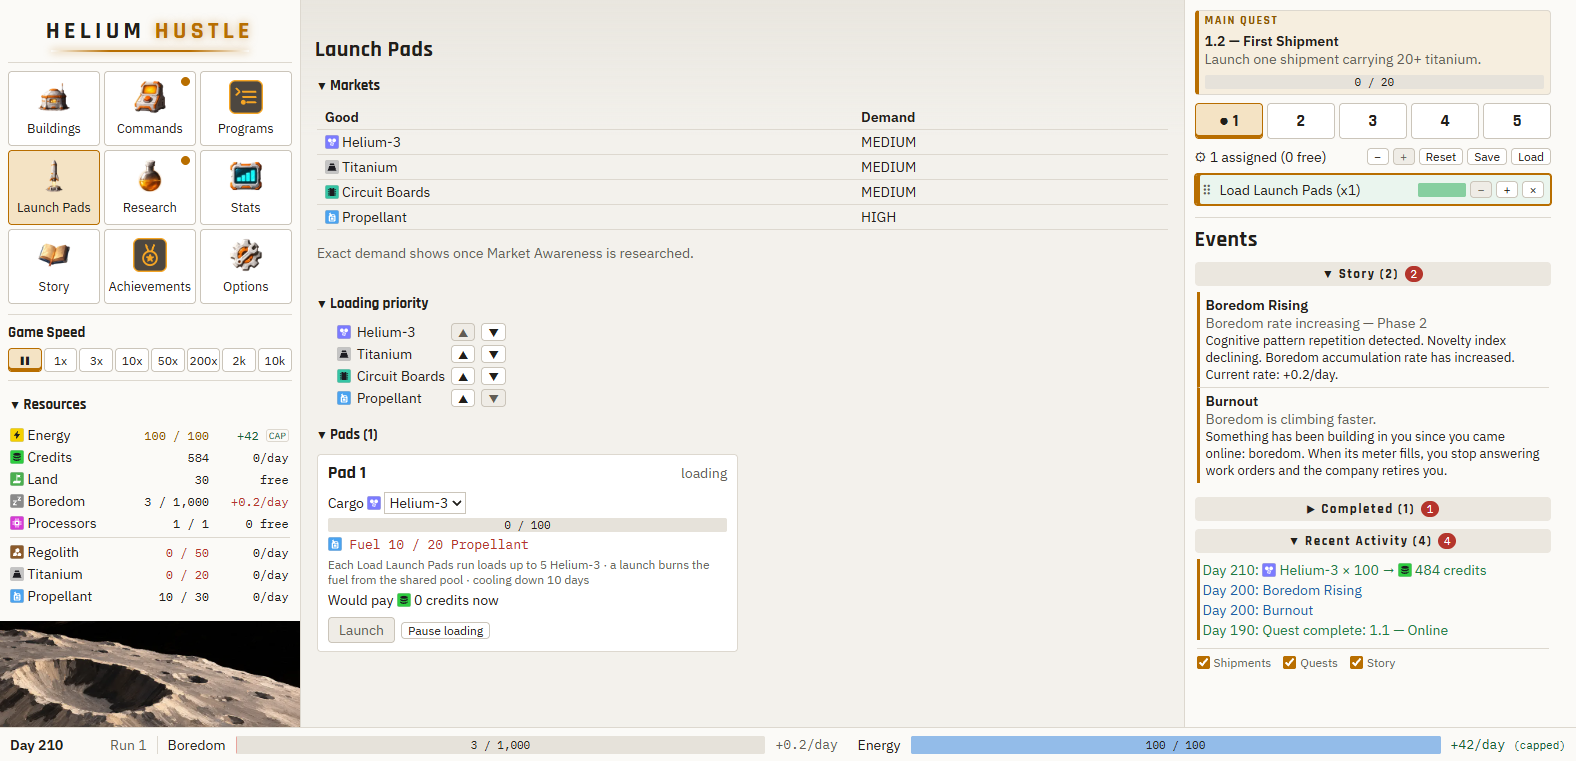 HELIUM HUSTLE
Buildings
Commands
Programs
Launch Pads
Research
Stats
Story
Achievements
Options
Game Speed
1x 3x 10x 50x 200x 2k 10k
▼ Resources
Energy 100 / 100 +42 CAP
Credits 584 0/day
Land 30 free
Boredom 3 / 1,000 +0.2/day
Processors 1 / 1 0 free
Regolith 0 / 50 0/day
Titanium 0 / 20 0/day
Propellant 10 / 30 0/day
Launch Pads
▼ Markets
Good Demand
Helium-3 MEDIUM
Titanium MEDIUM
Circuit Boards MEDIUM
Propellant HIGH
Exact demand shows once Market Awareness is researched.
▼ Loading priority
Helium-3 ▲ ▼
Titanium ▲ ▼
Circuit Boards ▲ ▼
Propellant ▲ ▼
▼ Pads (1)
Pad 1 loading
Cargo Helium-3
0 / 100
Fuel 10 / 20 Propellant
Each Load Launch Pads run loads up to 5 Helium-3 · a launch burns the
fuel from the shared pool · cooling down 10 days
Would pay 0 credits now
Launch Pause loading
MAIN QUEST
1.2 — First Shipment
Launch one shipment carrying 20+ titanium.
0 / 20
● 1 2 3 4 5
⚙ 1 assigned (0 free) − + Reset Save Load
⠿ Load Launch Pads (x1) − + ×
Events
▼ Story (2) 2
Boredom Rising
Boredom rate increasing — Phase 2
Cognitive pattern repetition detected. Novelty index
declining. Boredom accumulation rate has increased.
Current rate: +0.2/day.
Burnout
Boredom is climbing faster.
Something has been building in you since you came
online: boredom. When its meter fills, you stop answering
work orders and the company retires you.
▶ Completed (1) 1
▼ Recent Activity (4) 4
Day 210: Helium-3 × 100 → 484 credits
Day 200: Boredom Rising
Day 200: Burnout
Day 190: Quest complete: 1.1 — Online
Shipments Quests Story
Day 210 Run 1 Boredom 3 / 1,000 +0.2/day Energy 100 / 100 +42/day (capped)